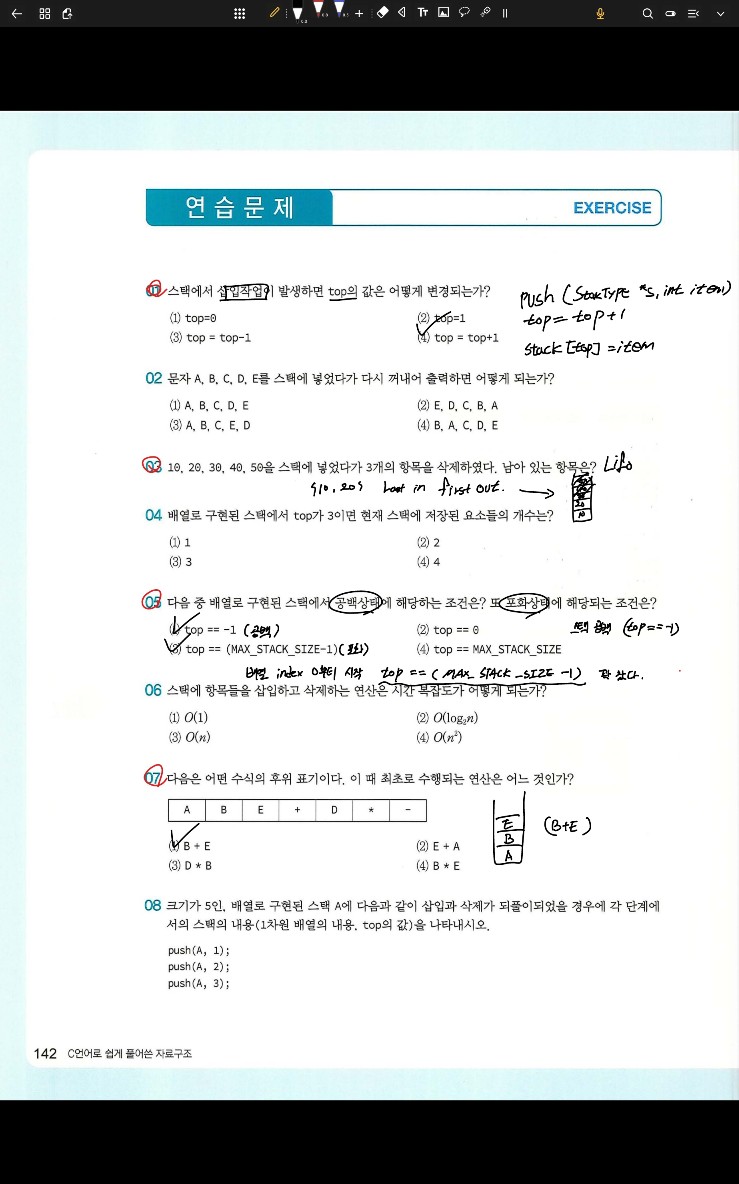 연습문제
EXERCISE
01 스택에서 삽입작업이 발생하면 top의 값은 어떻게 변경되는가?
(1) top=0
(2) top=1
(3) top = top-1
(4) top = top+1
push (StackType *s, int item)
top = top +1
stack [top] = item
02 문자 A, B, C, D, E를 스택에 넣었다가 다시 꺼내어 출력하면 어떻게 되는가?
(1) A, B, C, D, E
(2) E, D, C, B, A
(3) A, B, C, E, D
(4) B, A, C, D, E
03 10, 20, 30, 40, 50을 스택에 넣었다가 3개의 항목을 삭제하였다. 남아 있는 항목은?
Lifo
10, 20 Last in first out.
20
10
04 배열로 구현된 스택에서 top가 3이면 현재 스택에 저장된 요소들의 개수는?
(1) 1
(2) 2
(3) 3
(4) 4
05 다음 중 배열로 구현된 스택에서 공백상태에 해당하는 조건은? 또 포화상태에 해당되는 조건은?
(1) top == -1 (공백)
(2) top == 0
스택 공백 (top == -1)
(3) top == (MAX_STACK_SIZE-1) (포화)
(4) top == MAX_STACK_SIZE
배열 index 0부터 시작 top == (MAX_STACK_SIZE -1) 꽉 찼다.
06 스택에 항목들을 삽입하고 삭제하는 연산은 시간 복잡도가 어떻게 되는가?
(1) O(1)
(2) O(log₂n)
(3) O(n)
(4) O(n²)
07 다음은 어떤 수식의 후위 표기이다. 이 때 최초로 수행되는 연산은 어느 것인가?
A B E + D * -
(1) B + E
(2) E + A
(3) D * B
(4) B * E
E
B
A
(B+E)
08 크기가 5인, 배열로 구현된 스택 A에 다음과 같이 삽입과 삭제가 되풀이되었을 경우에 각 단계에
서의 스택의 내용(1차원 배열의 내용, top의 값)을 나타내시오.
push(A, 1);
push(A, 2);
push(A, 3);
142 C언어로 쉽게 풀어쓴 자료구조